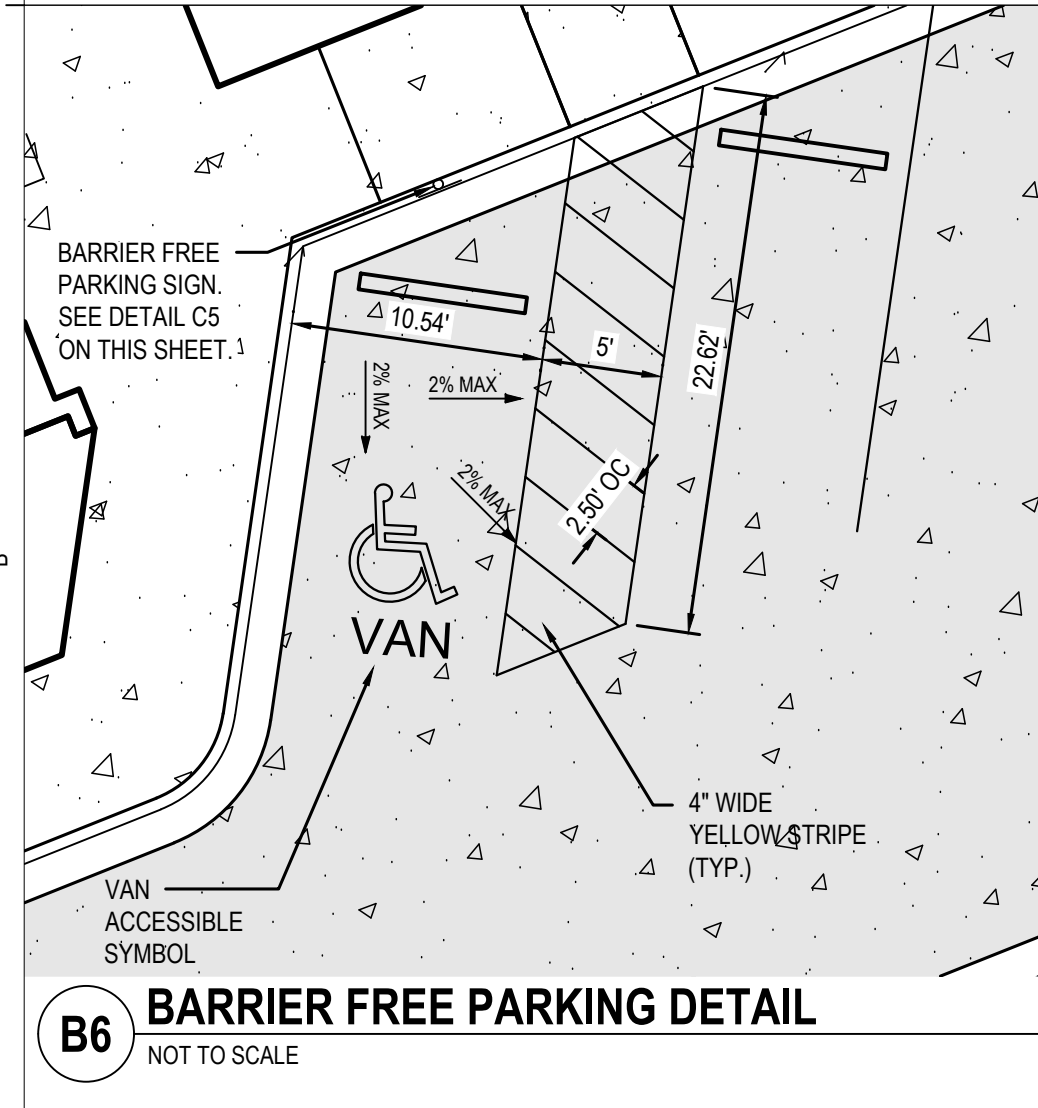 BARRIER FREE
PARKING SIGN.
SEE DETAIL C5
ON THIS SHEET.
10.54'
5'
22.62'
2% MAX
2% MAX
2% MAX
2.50' OC
VAN
4" WIDE
YELLOW STRIPE
(TYP.)
VAN
ACCESSIBLE
SYMBOL
B6
BARRIER FREE PARKING DETAIL
NOT TO SCALE